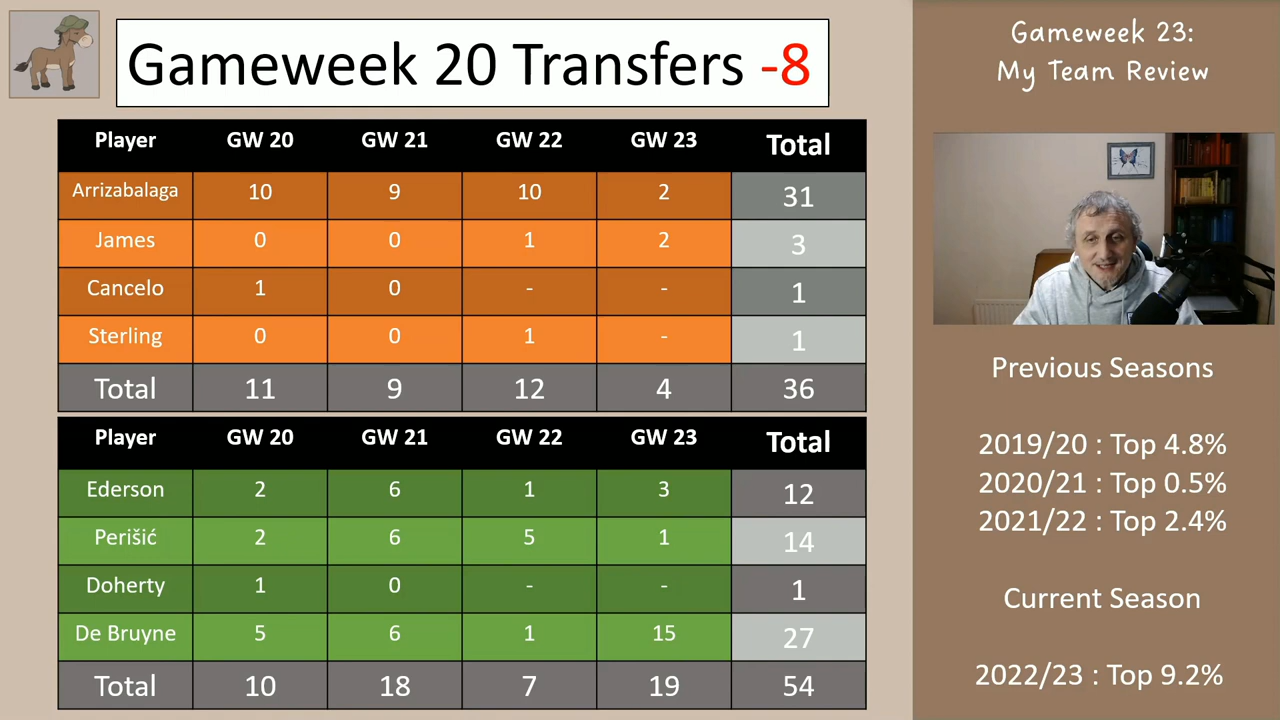 Gameweek 20 Transfers -8
Player GW 20 GW 21 GW 22 GW 23 Total
Arrizabalaga 10 9 10 2 31
James 0 0 1 2 3
Cancelo 1 0 - - 1
Sterling 0 0 1 - 1
Total 11 9 12 4 36
Player GW 20 GW 21 GW 22 GW 23 Total
Ederson 2 6 1 3 12
Perišić 2 6 5 1 14
Doherty 1 0 - - 1
De Bruyne 5 6 1 15 27
Total 10 18 7 19 54
Gameweek 23:
My Team Review
Previous Seasons
2019/20 : Top 4.8%
2020/21 : Top 0.5%
2021/22 : Top 2.4%
Current Season
2022/23 : Top 9.2%